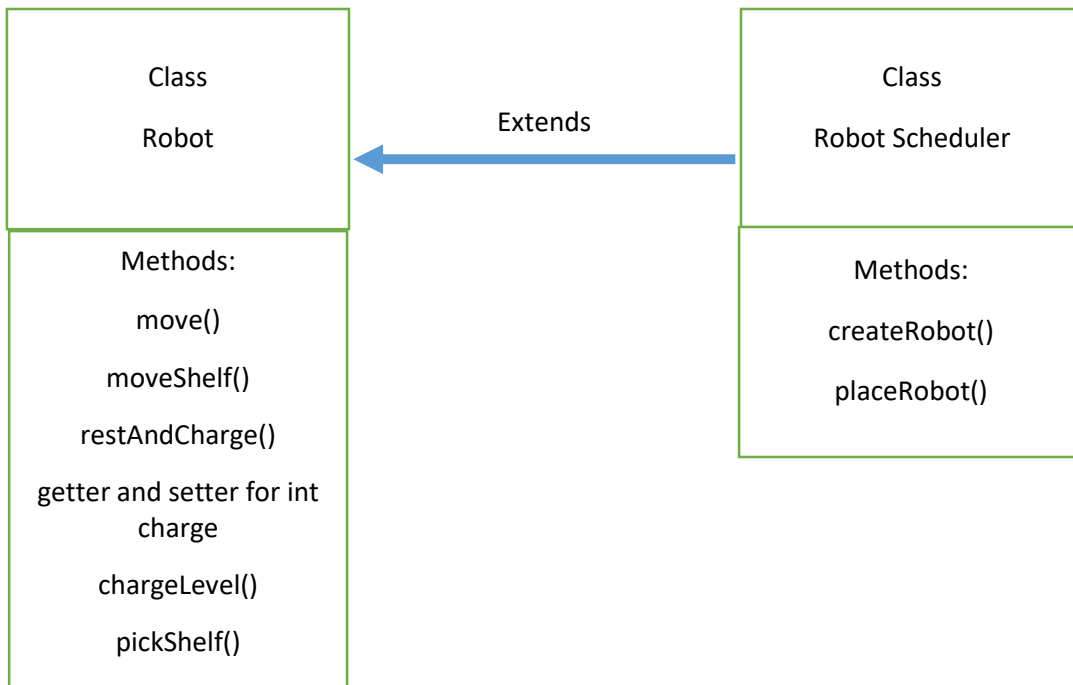 Class
Robot
Methods:
move()
moveShelf()
restAndCharge()
getter and setter for int
charge
chargeLevel()
pickShelf()
Extends
Class
Robot Scheduler
Methods:
createRobot()
placeRobot()